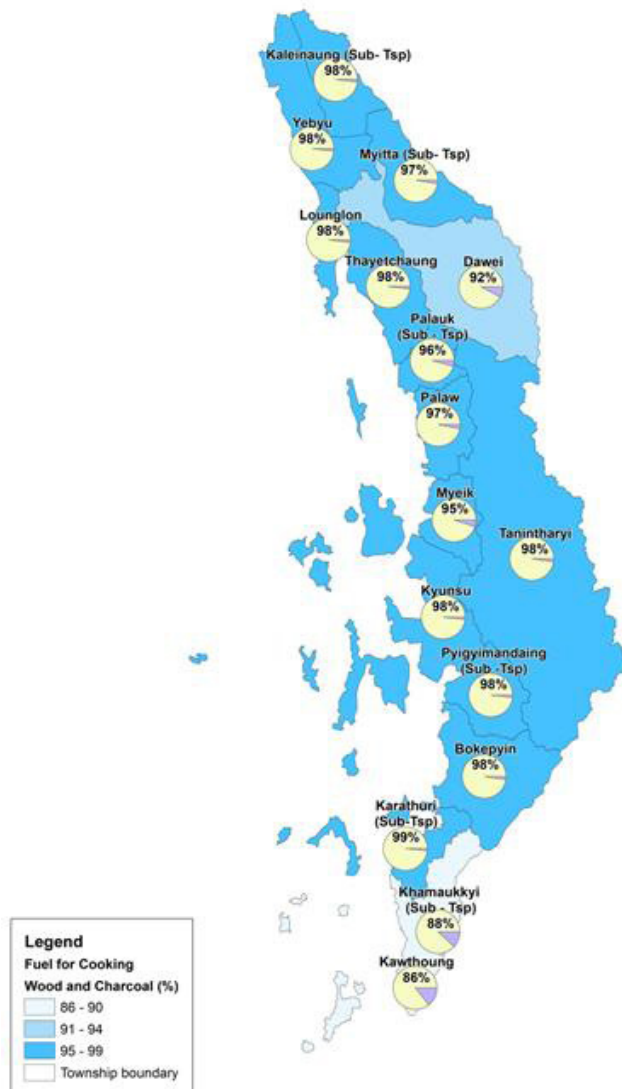 Kaleinaung (Sub- Tsp)
98%
Yebyu
98%
Myitta (Sub- Tsp)
97%
Lounglon
98%
Thayetchaung
98%
Dawei
92%
Palauk
(Sub - Tsp)
96%
Palaw
97%
Myeik
95%
Tanintharyi
98%
Kyunsu
98%
Pyigyimandaing
(Sub -Tsp)
98%
Bokepyin
98%
Karathuri
(Sub-Tsp)
99%
Khamaukkyi
(Sub - Tsp)
88%
Kawthoung
86%
Legend
Fuel for Cooking
Wood and Charcoal (%)
86 - 90
91 - 94
95 - 99
Township boundary